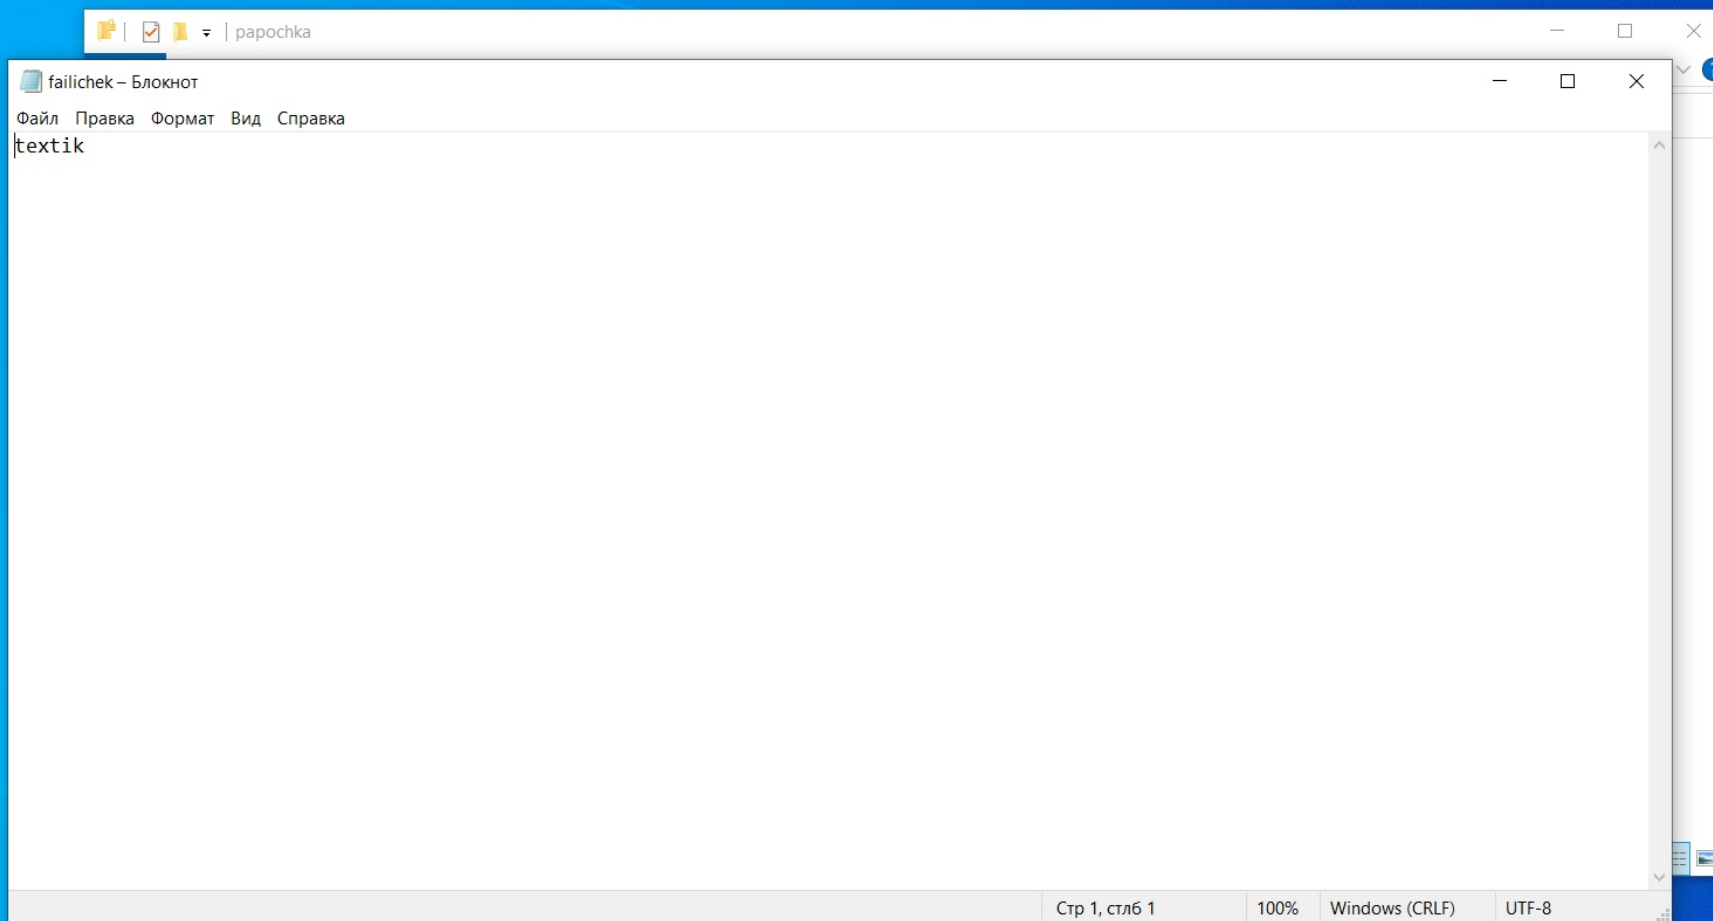 papochka
failichek – Блокнот
Файл Правка Формат Вид Справка
textik
Стр 1, стлб 1 100% Windows (CRLF) UTF-8